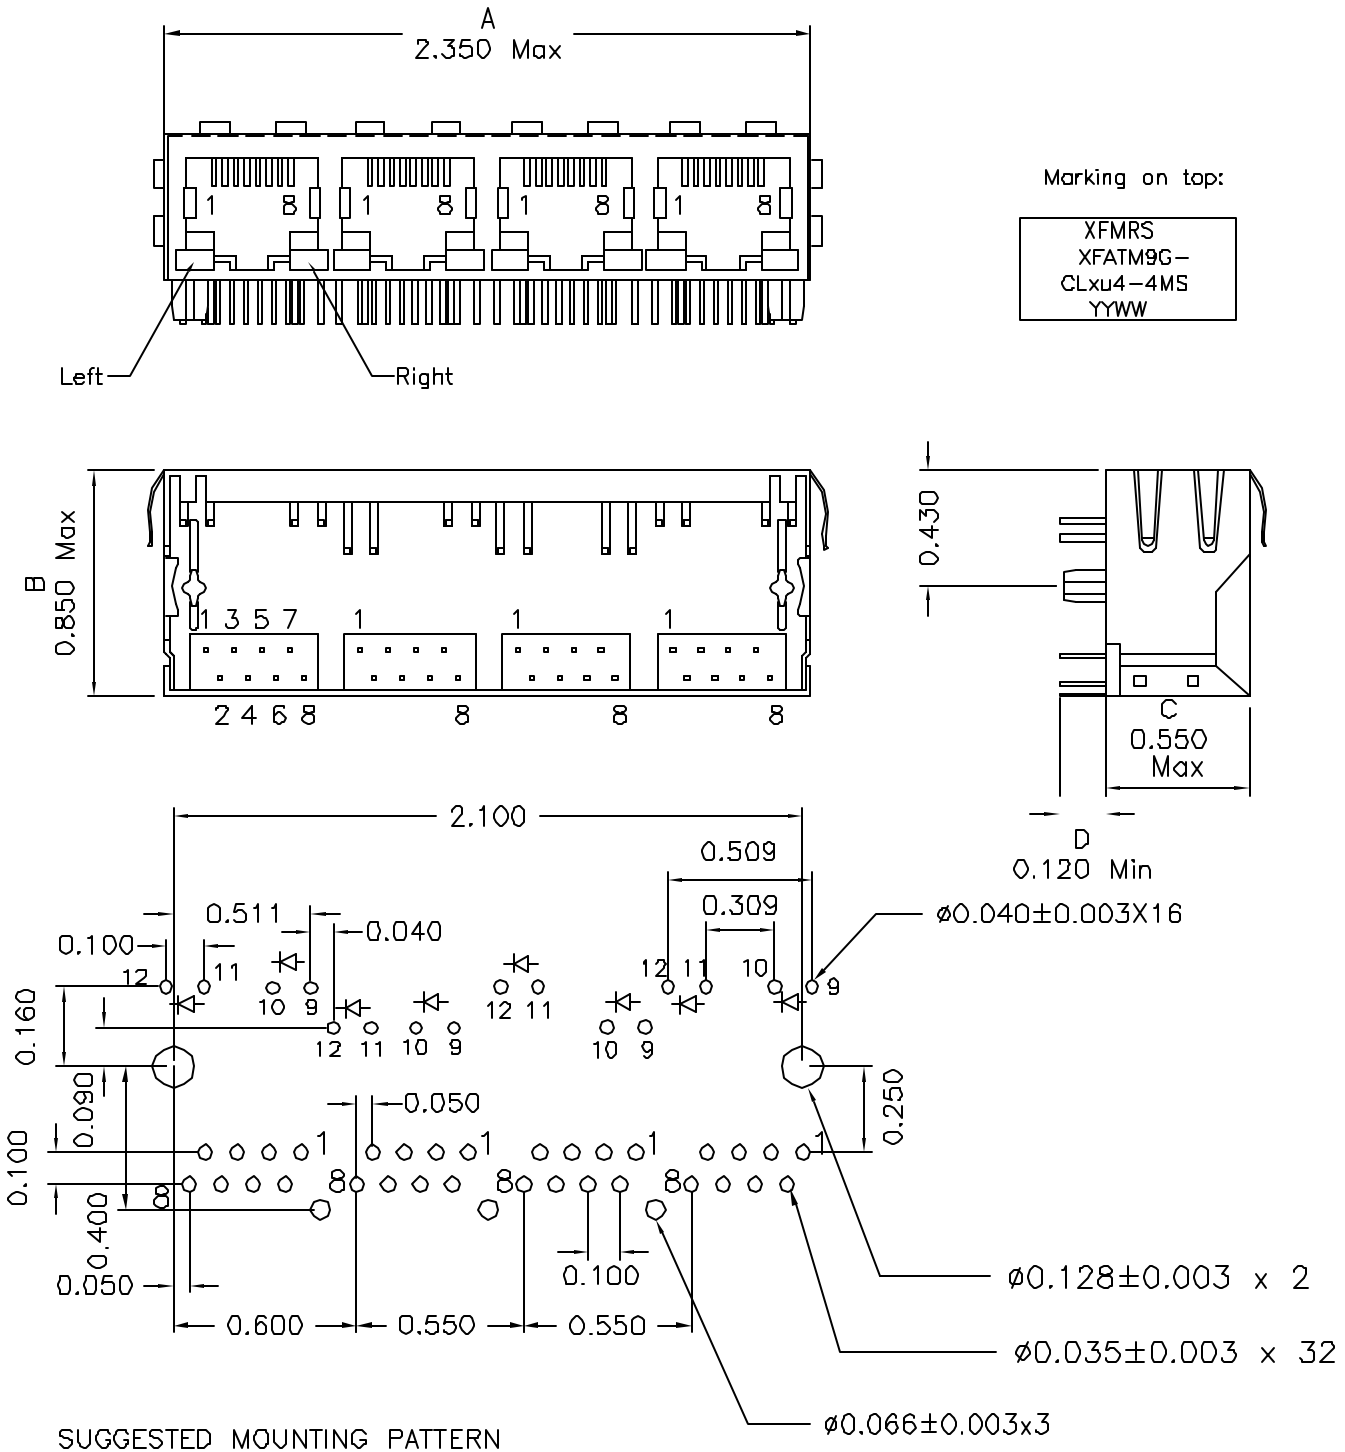 A
2.350 Max
1 8 1 8 1 8 1 8
Left
Right
Marking on top:
XFMRS
XFATM9G-
CLxu4-4MS
YYWW
B
0.850 Max
1 3 5 7 1 1 1
2 4 6 8 8 8 8
0.430
C
0.550
Max
D
0.120 Min
2.100
0.509
0.511
0.309
ø0.040±0.003X16
0.100
0.040
12 11 10 9
12 11 10 9
12 11 10 9
12 11 10 9
0.160
0.090
0.250
0.050
0.100
1 1 1 1
8 8 8 8
0.400
0.100
0.050
ø0.128±0.003 x 2
0.600 0.550 0.550
ø0.035±0.003 x 32
ø0.066±0.003x3
SUGGESTED MOUNTING PATTERN